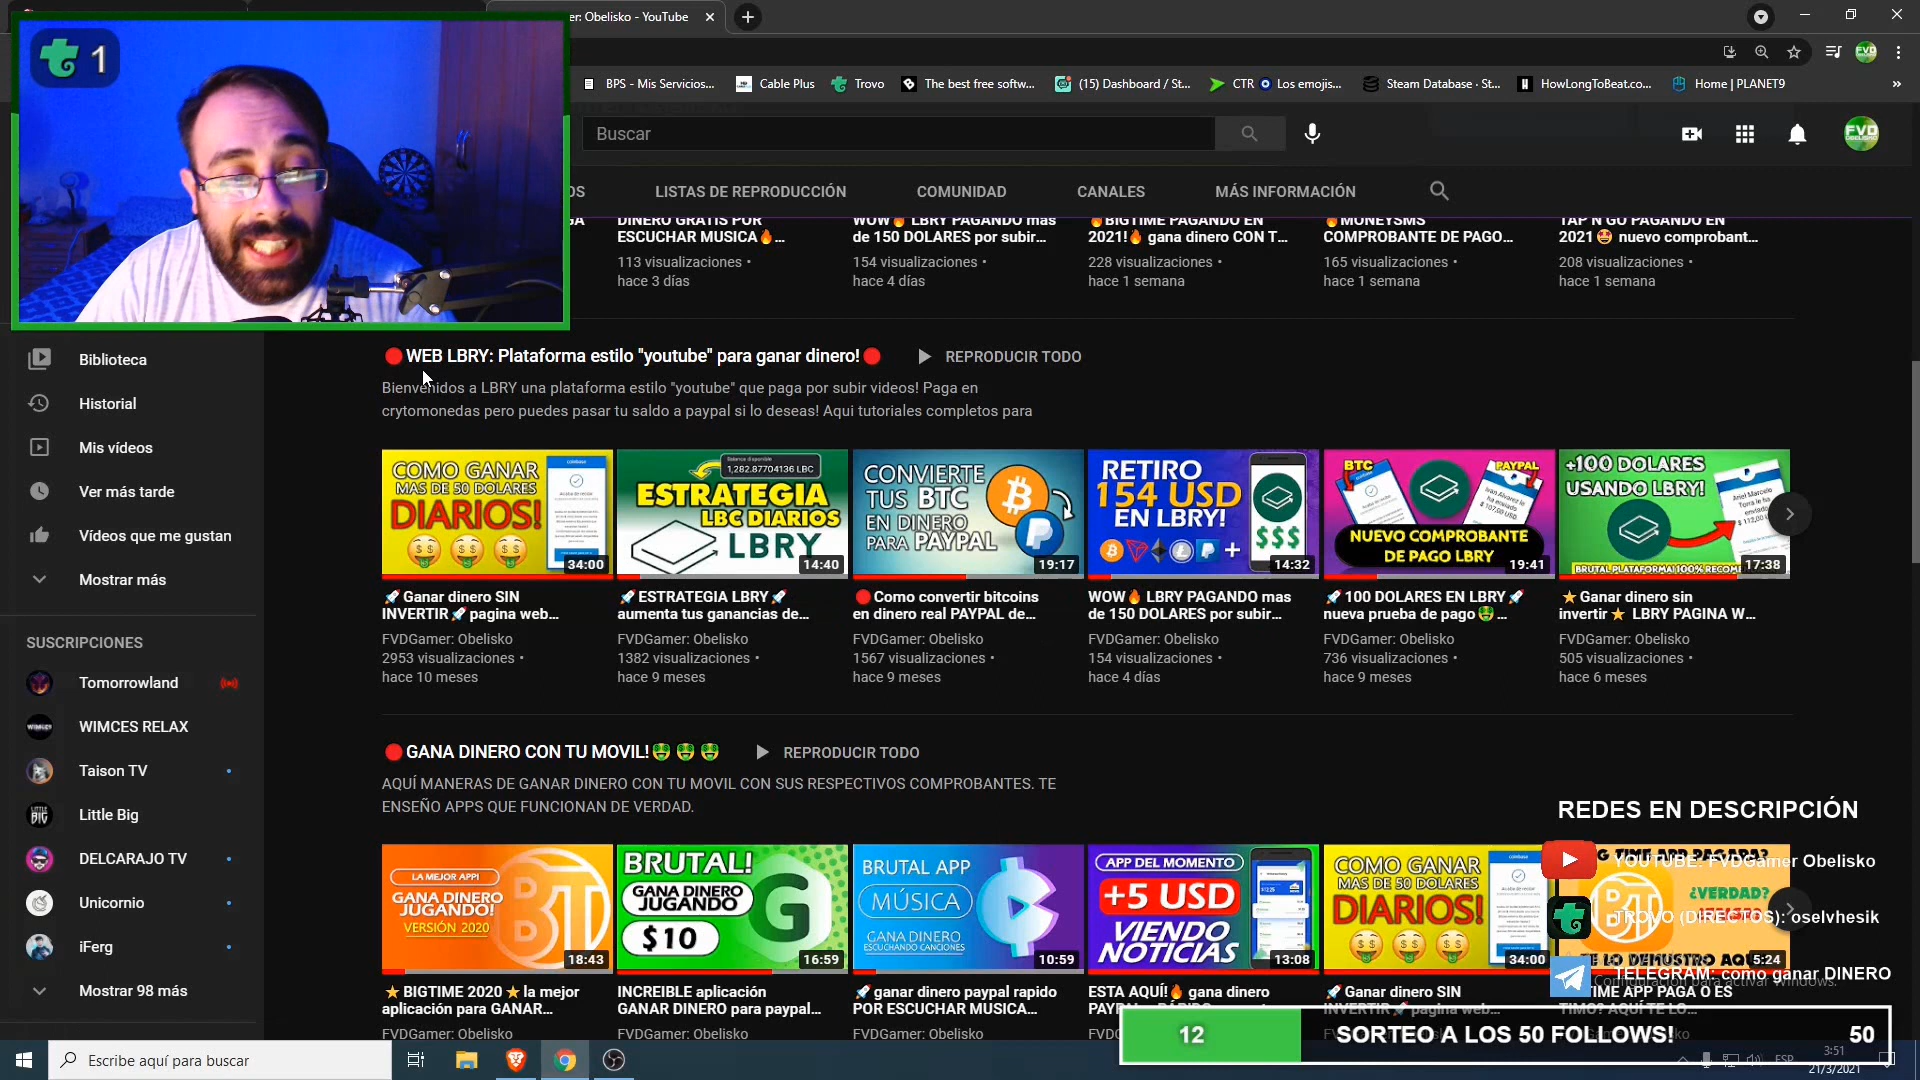 er: Obelisko - YouTube
1
BPS - Mis Servicios...
Cable Plus
Trovo
The best free softw...
(15) Dashboard / St...
CTR
Los emojis...
Steam Database · St...
HowLongToBeat.co...
Home | PLANET9
»
Buscar
FVD
OS
LISTAS DE REPRODUCCIÓN
COMUNIDAD
CANALES
MÁS INFORMACIÓN
DINERO GRATIS POR
ESCUCHAR MUSICA🔥...
113 visualizaciones •
hace 3 días
WOW🔥 LBRY PAGANDO mas
de 150 DOLARES por subir...
154 visualizaciones •
hace 4 días
🔥BIGTIME PAGANDO EN
2021!🔥 gana dinero CON T...
228 visualizaciones •
hace 1 semana
🔥MONEYSMS
COMPROBANTE DE PAGO...
165 visualizaciones •
hace 1 semana
TAP N GO PAGANDO EN
2021🤩 nuevo comprobant...
208 visualizaciones •
hace 1 semana
Biblioteca
Historial
Mis vídeos
Ver más tarde
Vídeos que me gustan
Mostrar más
SUSCRIPCIONES
Tomorrowland
WIMCES RELAX
Taison TV
Little Big
DELCARAJO TV
Unicornio
iFerg
Mostrar 98 más
🔴WEB LBRY: Plataforma estilo "youtube" para ganar dinero!🔴
REPRODUCIR TODO
Bienvenidos a LBRY una plataforma estilo "youtube" que paga por subir videos! Paga en
crytomonedas pero puedes pasar tu saldo a paypal si lo deseas! Aqui tutoriales completos para
COMO GANAR
MAS DE 50 DOLARES
DIARIOS!
coinbase
34:00
🚀Ganar dinero SIN
INVERTIR🚀pagina web...
FVDGamer: Obelisko
2953 visualizaciones •
hace 10 meses
Balance disponible
1,282.87704136 LBC
ESTRATEGIA
LBC DIARIOS
LBRY
14:40
🚀ESTRATEGIA LBRY🚀
aumenta tus ganancias de...
FVDGamer: Obelisko
1382 visualizaciones •
hace 9 meses
CONVIERTE
TUS BTC
EN DINERO
PARA PAYPAL
19:17
🔴Como convertir bitcoins
en dinero real PAYPAL de...
FVDGamer: Obelisko
1567 visualizaciones •
hace 9 meses
RETIRO
154 USD
EN LBRY!
$$$
14:32
WOW🔥 LBRY PAGANDO mas
de 150 DOLARES por subir...
FVDGamer: Obelisko
154 visualizaciones •
hace 4 días
BTC
PAYPAL
NUEVO COMPROBANTE
DE PAGO LBRY
19:41
🚀100 DOLARES EN LBRY🚀
nueva prueba de pago🤑...
FVDGamer: Obelisko
736 visualizaciones •
hace 9 meses
+100 DOLARES
USANDO LBRY!
17:38
⭐Ganar dinero sin
invertir⭐ LBRY PAGINA W...
FVDGamer: Obelisko
505 visualizaciones •
hace 6 meses
🔴GANA DINERO CON TU MOVIL!🤑 🤑 🤑
REPRODUCIR TODO
AQUÍ MANERAS DE GANAR DINERO CON TU MOVIL CON SUS RESPECTIVOS COMPROBANTES. TE
ENSEÑO APPS QUE FUNCIONAN DE VERDAD.
LA MEJOR APP!
GANA DINERO
JUGANDO!
VERSIÓN 2020
18:43
⭐BIGTIME 2020⭐la mejor
aplicación para GANAR...
FVDGamer: Obelisko
BRUTAL!
GANA DINERO
JUGANDO
$10
G
16:59
INCREIBLE aplicación
GANAR DINERO para paypal...
FVDGamer: Obelisko
BRUTAL APP
MÚSICA
GANA DINERO
ESCUCHANDO CANCIONES
10:59
🚀ganar dinero paypal rapido
POR ESCUCHAR MUSICA...
FVDGamer: Obelisko
APP DEL MOMENTO
+5 USD
VIENDO
NOTICIAS
13:08
ESTA AQUÍ!🔥 gana dinero
COMO GANAR
MAS DE 50 DOLARES
DIARIOS!
34:00
🚀Ganar dinero SIN
¿VERDAD?
5:24
REDES EN DESCRIPCIÓN
YOUTUBE: FVDGamer Obelisko
TROVO (DIRECTOS): oselvhesik
TELEGRAM: como ganar DINERO
12
SORTEO A LOS 50 FOLLOWS!
50
Escribe aquí para buscar
ESP
3:51
21/3/2021